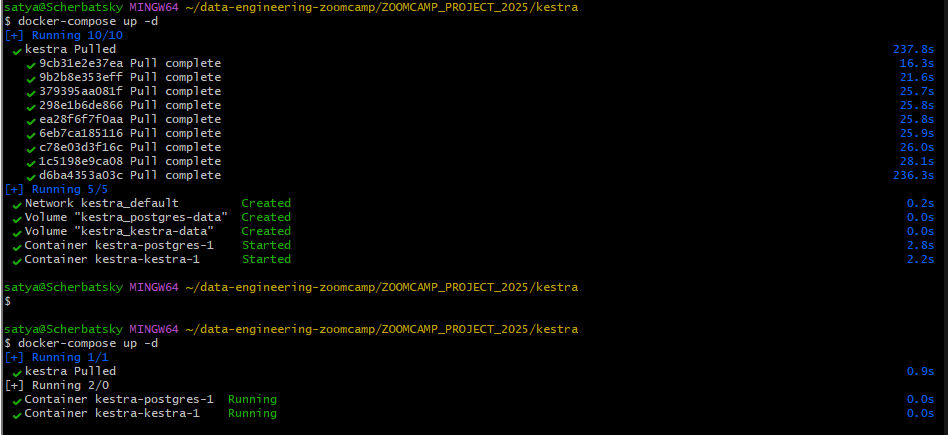 satya@Scherbatsky MINGW64 ~/data-engineering-zoomcamp/ZOOMCAMP_PROJECT_2025/kestra
$ docker-compose up -d
[+] Running 10/10
✔ kestra Pulled 237.8s
✔ 9cb31e2e37ea Pull complete 16.3s
✔ 9b2b8e353eff Pull complete 21.6s
✔ 379395aa081f Pull complete 25.7s
✔ 298e1b6de866 Pull complete 25.8s
✔ ea28f6f7f0aa Pull complete 25.8s
✔ 6eb7ca185116 Pull complete 25.9s
✔ c78e03d3f16c Pull complete 26.0s
✔ 1c5198e9ca08 Pull complete 28.1s
✔ d6ba4353a03c Pull complete 236.3s
[+] Running 5/5
✔ Network kestra_default Created 0.2s
✔ Volume "kestra_postgres-data" Created 0.0s
✔ Volume "kestra_kestra-data" Created 0.0s
✔ Container kestra-postgres-1 Started 2.8s
✔ Container kestra-kestra-1 Started 2.2s
satya@Scherbatsky MINGW64 ~/data-engineering-zoomcamp/ZOOMCAMP_PROJECT_2025/kestra
$
satya@Scherbatsky MINGW64 ~/data-engineering-zoomcamp/ZOOMCAMP_PROJECT_2025/kestra
$ docker-compose up -d
[+] Running 1/1
✔ kestra Pulled 0.9s
[+] Running 2/0
✔ Container kestra-postgres-1 Running 0.0s
✔ Container kestra-kestra-1 Running 0.0s